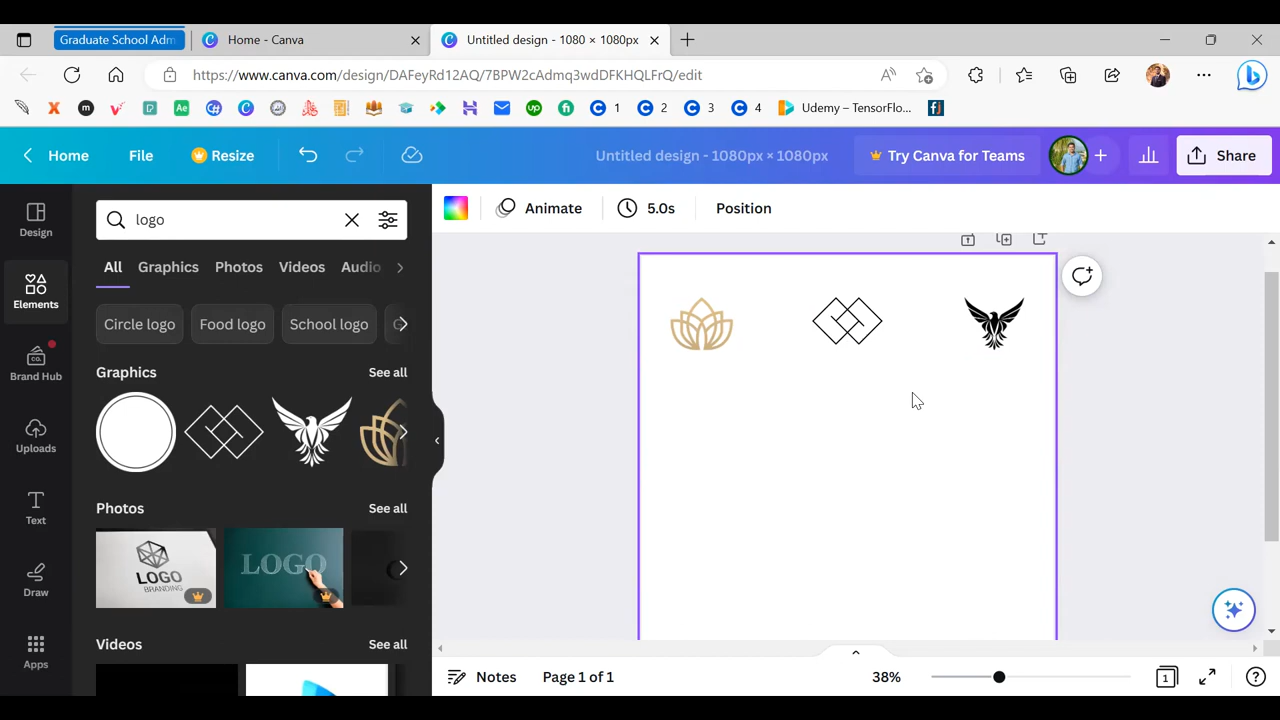 Graduate School Adm
Home - Canva
Untitled design - 1080 × 1080px
https://www.canva.com/design/DAFeyRd12AQ/7BPW2cAdmq3wdDFKHQLFrQ/edit
1
2
3
4
Udemy – TensorFlo...
Home
File
Resize
Untitled design - 1080px × 1080px
Try Canva for Teams
Share
Design
Elements
Brand Hub
Uploads
Text
Draw
Apps
logo
All
Graphics
Photos
Videos
Audio
Circle logo
Food logo
School logo
Graphics
See all
Photos
See all
LOGO
BRANDING
LOGO
Videos
See all
Animate
5.0s
Position
Notes
Page 1 of 1
38%
1